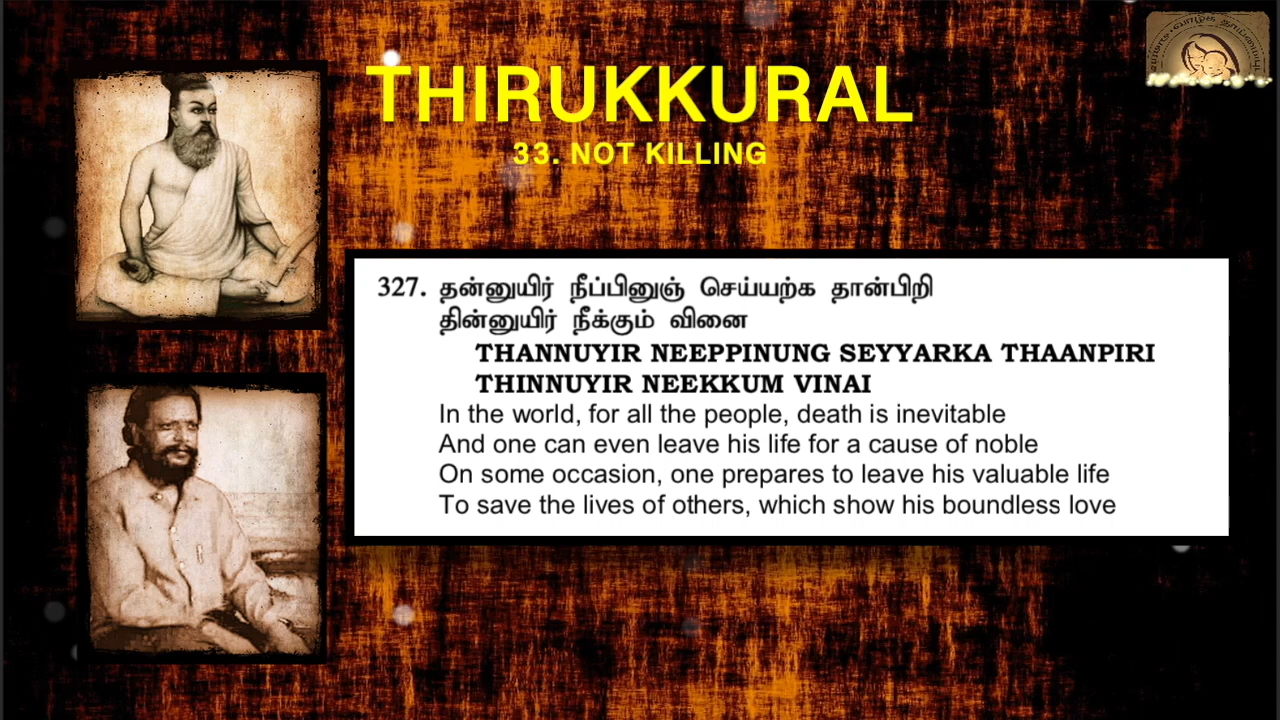 THIRUKKURAL
33. NOT KILLING
327. தன்னுயிர் நீப்பினுஞ் செய்யற்க தான்பிறி
தின்னுயிர் நீக்கும் வினை
THANNUYIR NEEPPINUNG SEYYARKA THAANPIRI
THINNUYIR NEEKKUM VINAI
In the world, for all the people, death is inevitable
And one can even leave his life for a cause of noble
On some occasion, one prepares to leave his valuable life
To save the lives of others, which show his boundless love